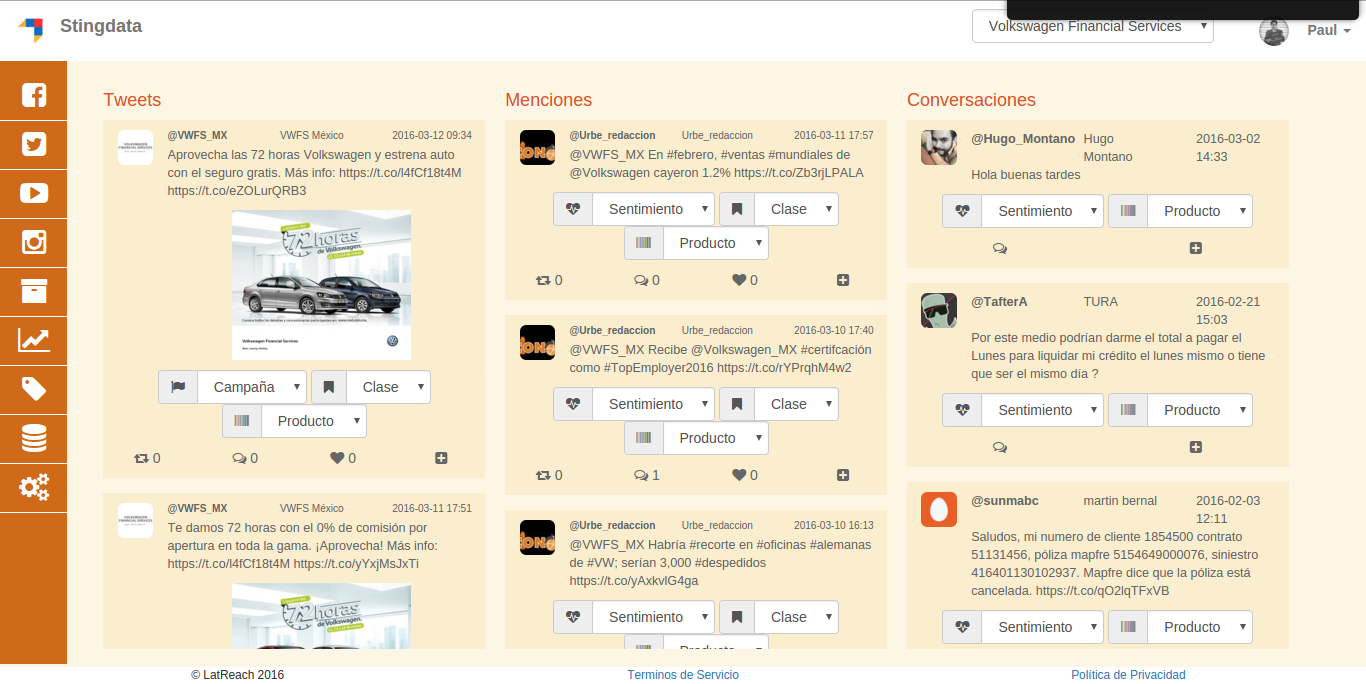 Stingdata
Volkswagen Financial Services
Paul
Tweets
@VWFS_MX VWFS México 2016-03-12 09:34
Aprovecha las 72 horas Volkswagen y estrena auto
con el seguro gratis. Más info: https://t.co/l4fCf18t4M
https://t.co/eZOLurQRB3
72 horas
de Volkswagen.
Volkswagen Financial Services
Campaña Clase
Producto
0 0 0
@VWFS_MX VWFS México 2016-03-11 17:51
Te damos 72 horas con el 0% de comisión por
apertura en toda la gama. ¡Aprovecha! Más info:
https://t.co/l4fCf18t4M https://t.co/yYxjMsJxTi
72 horas
de Volkswagen.
Menciones
@Urbe_redaccion Urbe_redaccion 2016-03-11 17:57
@VWFS_MX En #febrero, #ventas #mundiales de
@Volkswagen cayeron 1.2% https://t.co/Zb3rjLPALA
Sentimiento Clase
Producto
0 0 0
@Urbe_redaccion Urbe_redaccion 2016-03-10 17:40
@VWFS_MX Recibe @Volkswagen_MX #certifcación
como #TopEmployer2016 https://t.co/rYPrqhM4w2
Sentimiento Clase
Producto
0 1 0
@Urbe_redaccion Urbe_redaccion 2016-03-10 16:13
@VWFS_MX Habría #recorte en #oficinas #alemanas
de #VW; serían 3,000 #despedidos
https://t.co/yAxkvlG4ga
Sentimiento Clase
Producto
Conversaciones
@Hugo_Montano Hugo 2016-03-02
Montano 14:33
Hola buenas tardes
Sentimiento Producto
@TafterA TURA 2016-02-21
15:03
Por este medio podrían darme el total a pagar el
Lunes para liquidar mi crédito el lunes mismo o tiene
que ser el mismo día ?
Sentimiento Producto
@sunmabc martin bernal 2016-02-03
12:11
Saludos, mi numero de cliente 1854500 contrato
51131456, póliza mapfre 5154649000076, siniestro
416401130102937. Mapfre dice que la póliza está
cancelada. https://t.co/qO2lqTFxVB
Sentimiento Producto
© LatReach 2016
Terminos de Servicio
Política de Privacidad